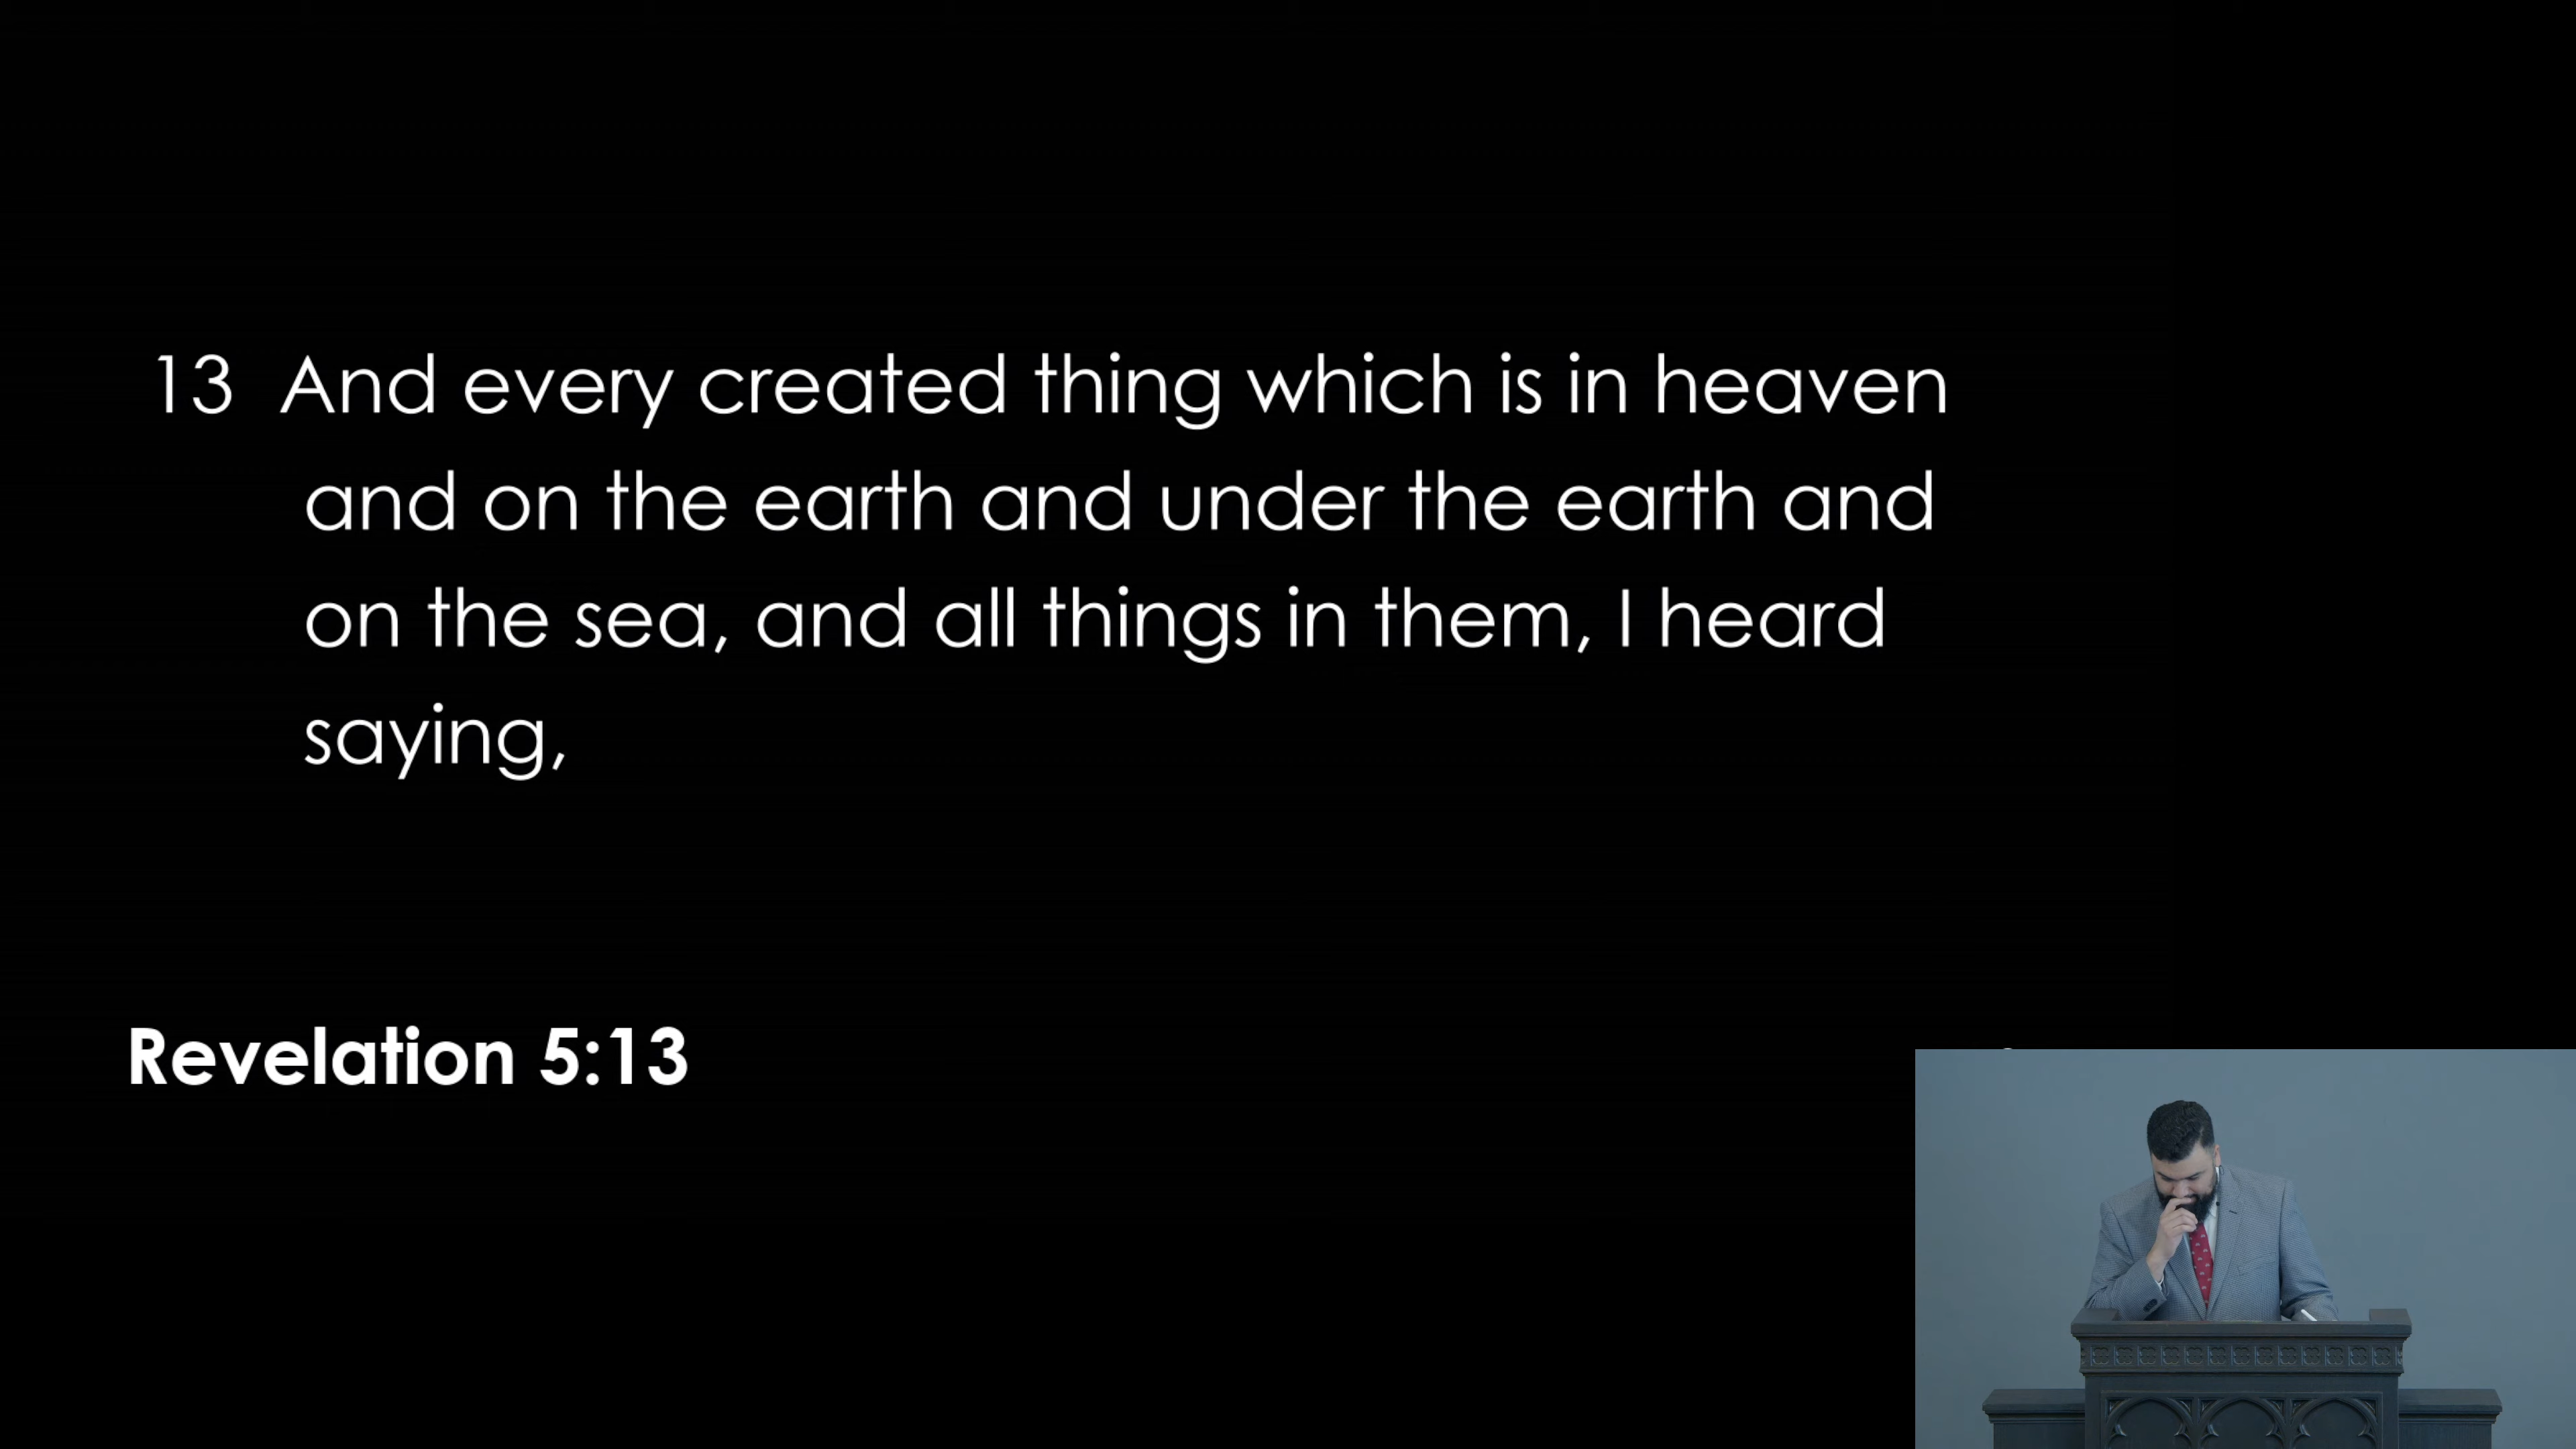 13 And every created thing which is in heaven
and on the earth and under the earth and
on the sea, and all things in them, I heard
saying,
Revelation 5:13